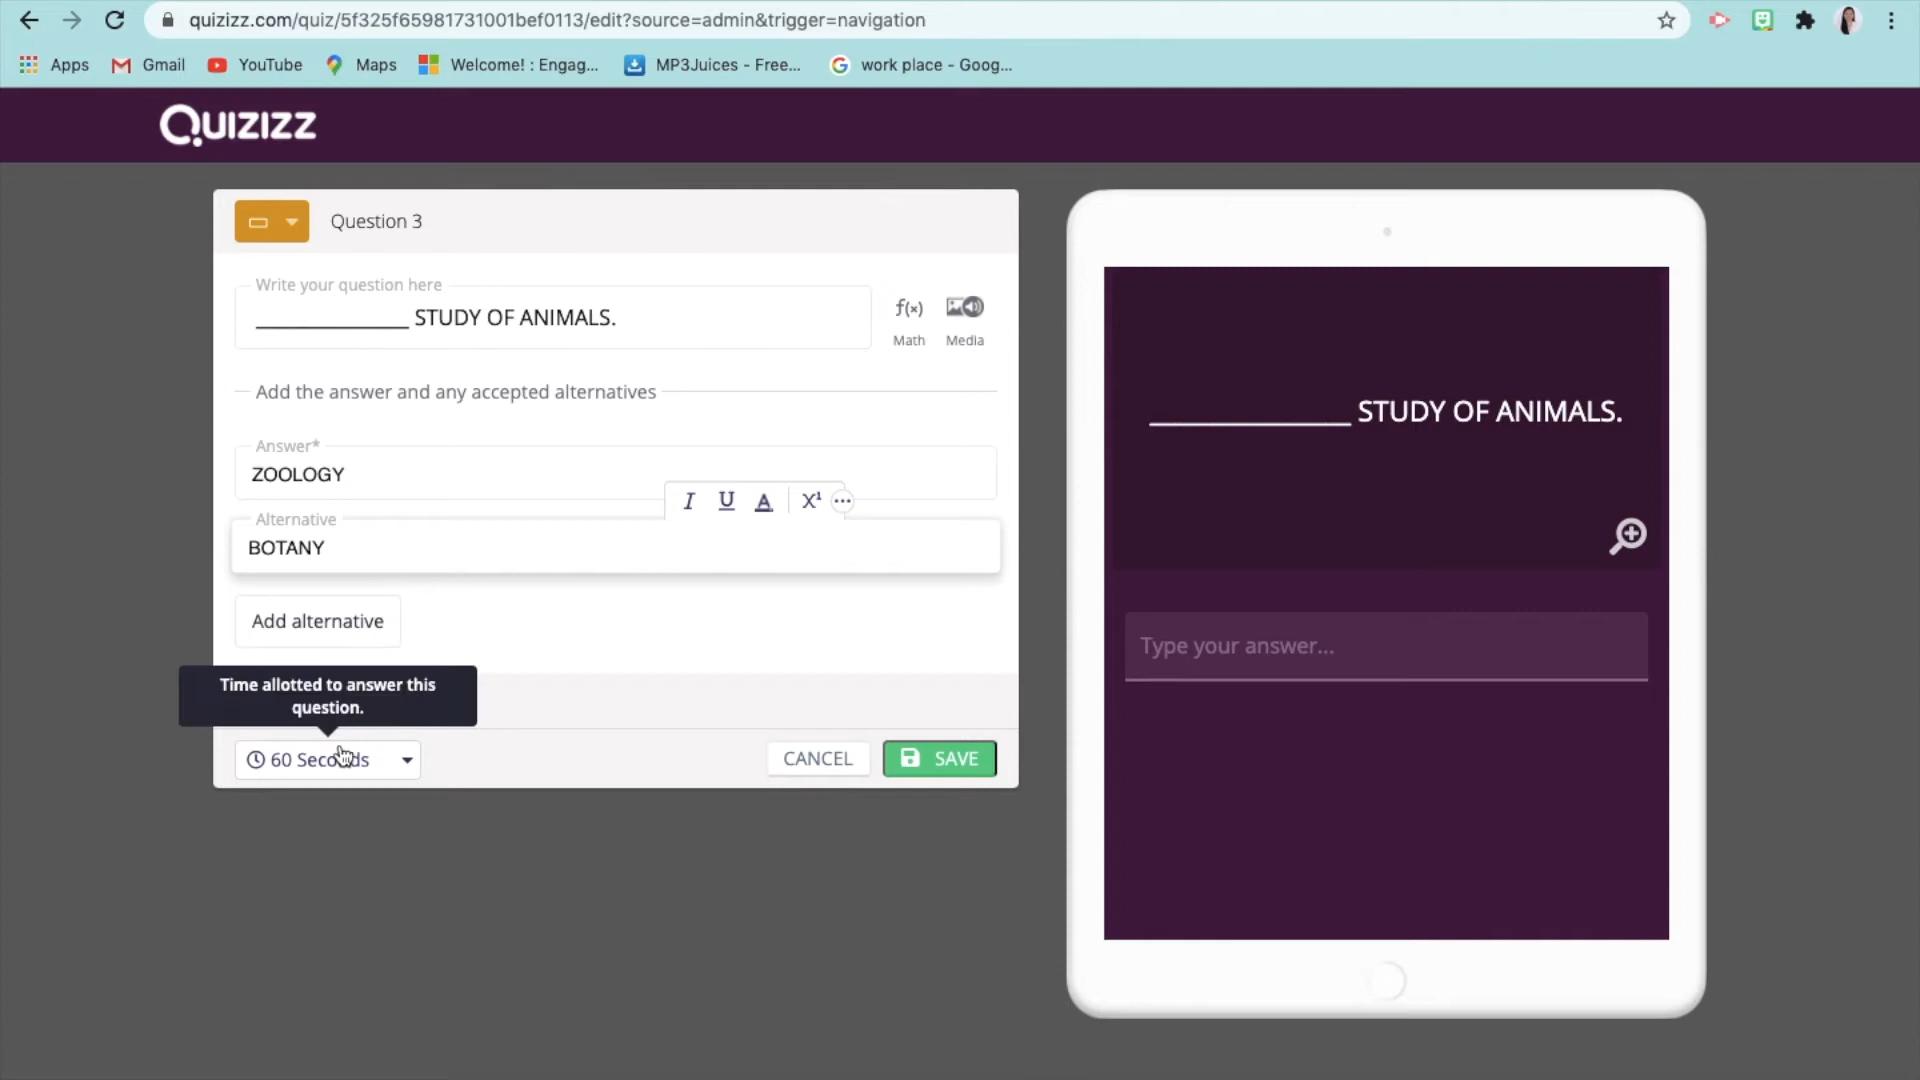 quizizz.com/quiz/5f325f65981731001bef0113/edit?source=admin&trigger=navigation
Apps Gmail YouTube Maps Welcome! : Engag... MP3Juices - Free... work place - Goog...
QUIZIZZ
Question 3
Write your question here
______________ STUDY OF ANIMALS.
f(x)
Math Media
Add the answer and any accepted alternatives
Answer*
ZOOLOGY
I U A X¹ ...
Alternative
BOTANY
Add alternative
Time allotted to answer this
question.
60 Seconds
CANCEL SAVE
______________ STUDY OF ANIMALS.
Type your answer...